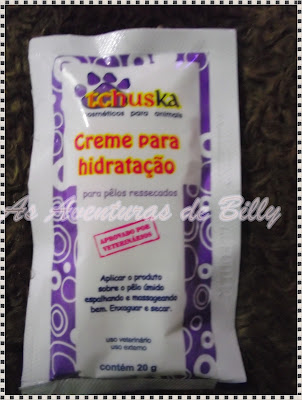 tchuska
cosméticos para animais
Creme para
hidratação
para pêlos ressecados
As Aventuras de Billy
APROVADO POR
VETERINÁRIOS
Aplicar o produto
sobre o pêlo úmido
espalhando e massageando
bem. Enxaguar e secar.
uso veterinário
uso externo
contém 20 g